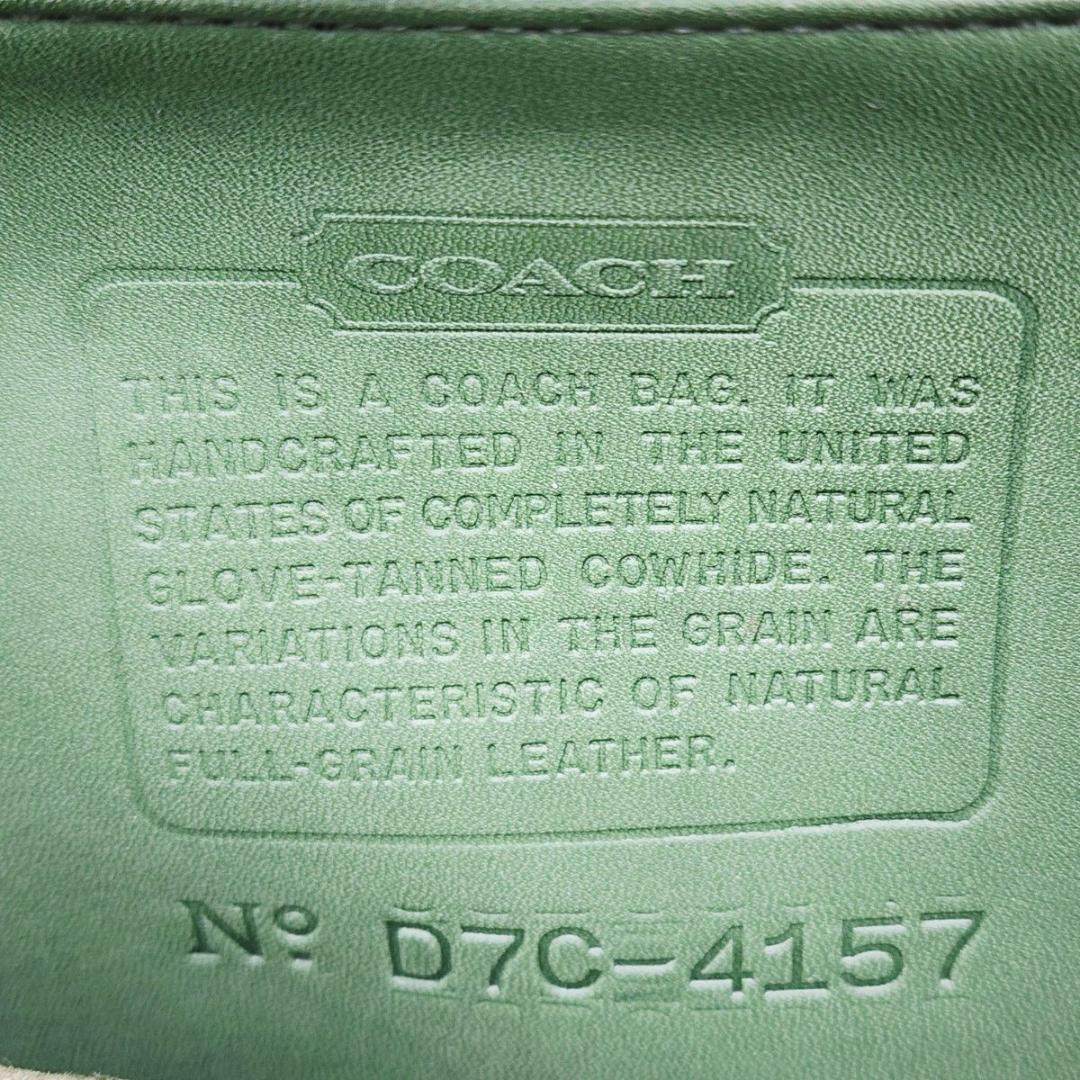 COACH
THIS IS A COACH BAG. IT WAS
HANDCRAFTED IN THE UNITED
STATES OF COMPLETELY NATURAL
GLOVE-TANNED COWHIDE. THE
VARIATIONS IN THE GRAIN ARE
CHARACTERISTIC OF NATURAL
FULL-GRAIN LEATHER.
Nº D7C-4157